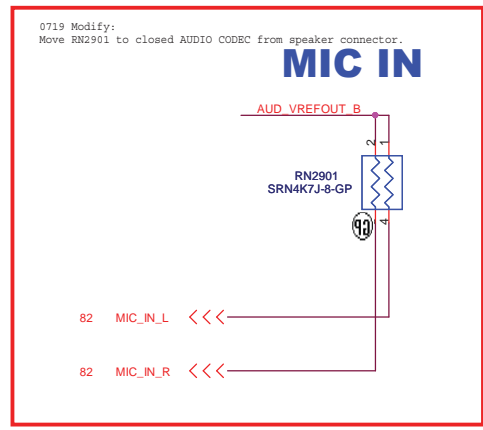 0719 Modify:
Move RN2901 to closed AUDIO CODEC from speaker connector.
MIC IN
AUD_VREFOUT_B
2
1
RN2901
SRN4K7J-8-GP
4
82 MIC_IN_L
82 MIC_IN_R